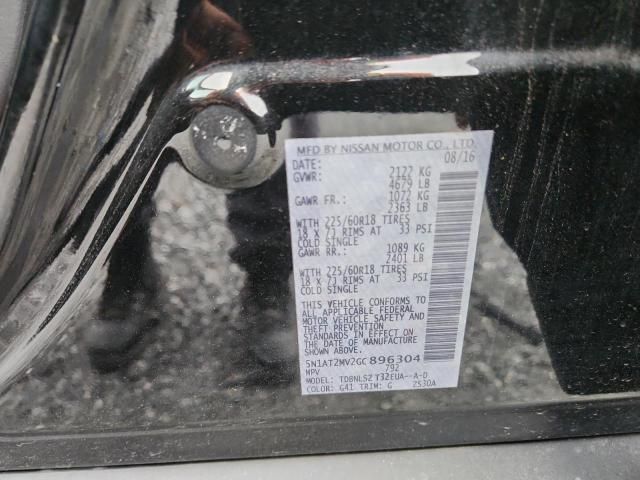 MFD BY NISSAN MOTOR CO., LTD.
DATE: 08/16
GVWR: 2122 KG
4679 LB
GAWR FR.: 1072 KG
2363 LB
WITH 225/60R18 TIRES
18 X 7J RIMS AT 33 PSI
COLD SINGLE
GAWR RR.: 1089 KG
2401 LB
WITH 225/60R18 TIRES
18 X 7J RIMS AT 33 PSI
COLD SINGLE
THIS VEHICLE CONFORMS TO
ALL APPLICABLE FEDERAL
MOTOR VEHICLE SAFETY AND
THEFT PREVENTION
STANDARDS IN EFFECT ON
THE DATE OF MANUFACTURE
SHOWN ABOVE.
5N1AT2MV2GC896304
MPV 792
MODEL: TDBNLSZ T32EUA--A-D
COLOR: G41 TRIM: G ZS30A